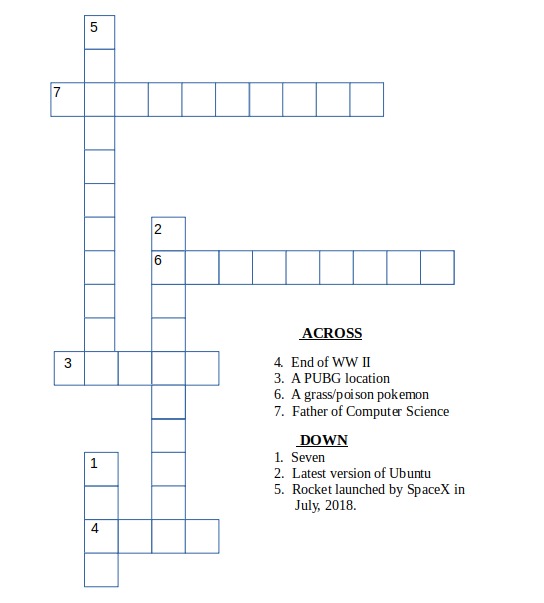 5
7
2
6
3
1
4
ACROSS
4. End of WW II
3. A PUBG location
6. A grass/poison pokemon
7. Father of Computer Science
DOWN
1. Seven
2. Latest version of Ubuntu
5. Rocket launched by SpaceX in
July, 2018.